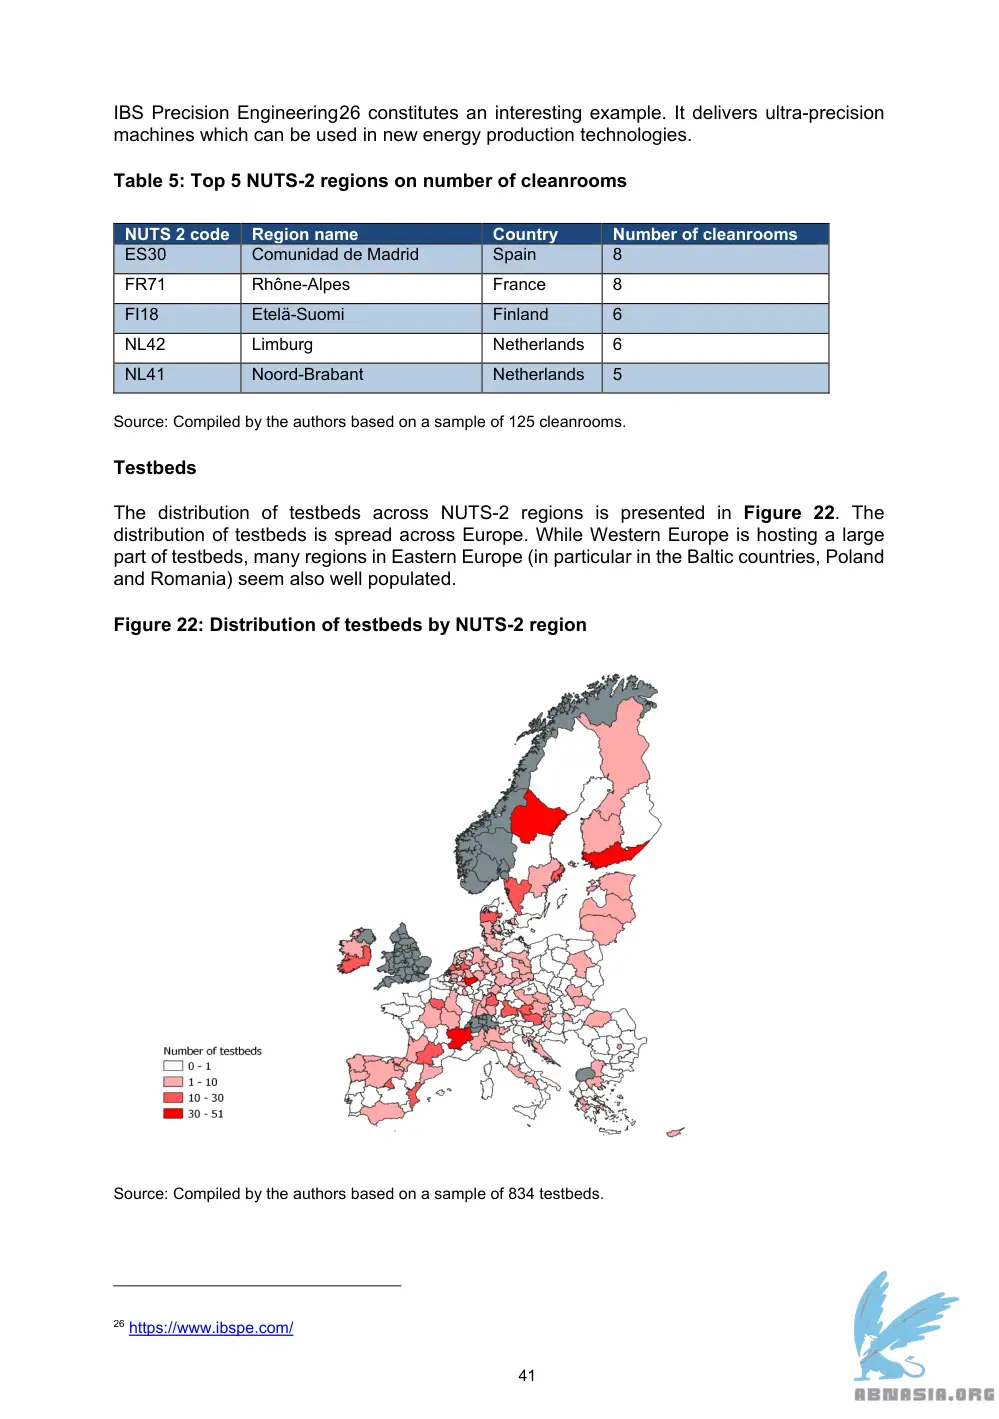 IBS Precision Engineering26 constitutes an interesting example. It delivers ultra-precision
machines which can be used in new energy production technologies.
Table 5: Top 5 NUTS-2 regions on number of cleanrooms
NUTS 2 code Region name Country Number of cleanrooms
ES30 Comunidad de Madrid Spain 8
FR71 Rhône-Alpes France 8
FI18 Etelä-Suomi Finland 6
NL42 Limburg Netherlands 6
NL41 Noord-Brabant Netherlands 5
Source: Compiled by the authors based on a sample of 125 cleanrooms.
Testbeds
The distribution of testbeds across NUTS-2 regions is presented in Figure 22. The
distribution of testbeds is spread across Europe. While Western Europe is hosting a large
part of testbeds, many regions in Eastern Europe (in particular in the Baltic countries, Poland
and Romania) seem also well populated.
Figure 22: Distribution of testbeds by NUTS-2 region
Number of testbeds
0 - 1
1 - 10
10 - 30
30 - 51
Source: Compiled by the authors based on a sample of 834 testbeds.
26 https://www.ibspe.com/
41
ABNASIA.ORG